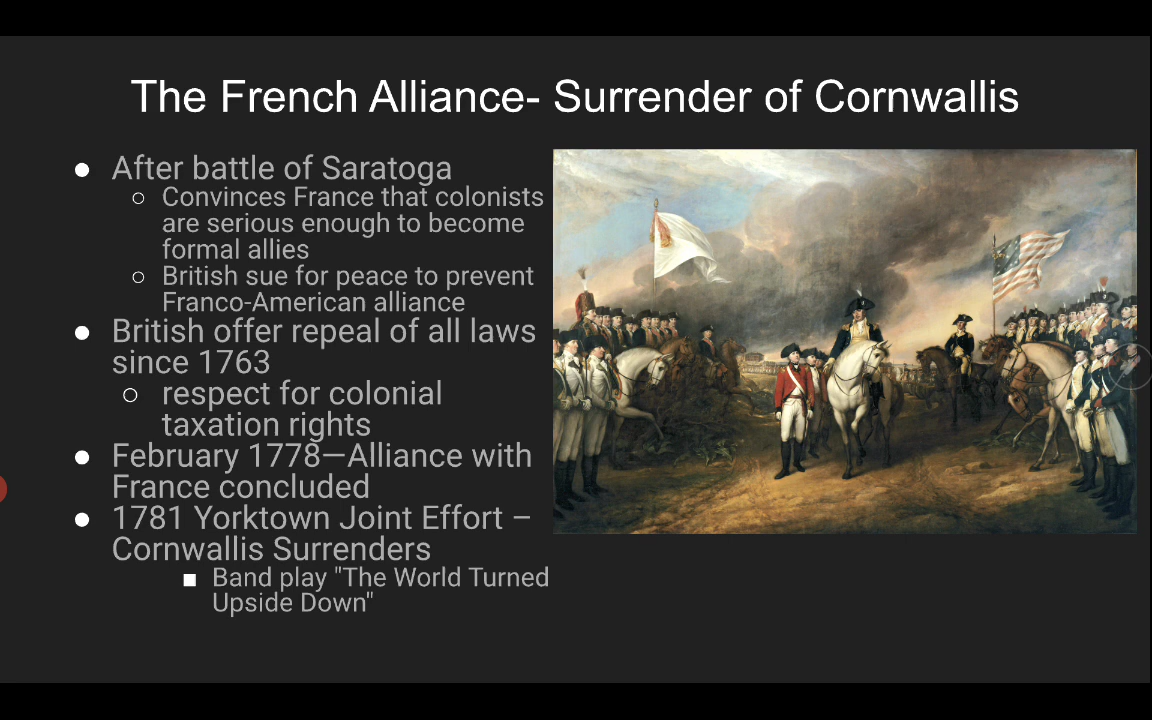 The French Alliance- Surrender of Cornwallis
● After battle of Saratoga
○ Convinces France that colonists
are serious enough to become
formal allies
○ British sue for peace to prevent
Franco-American alliance
● British offer repeal of all laws
since 1763
○ respect for colonial
taxation rights
● February 1778—Alliance with
France concluded
● 1781 Yorktown Joint Effort –
Cornwallis Surrenders
■ Band play "The World Turned
Upside Down"